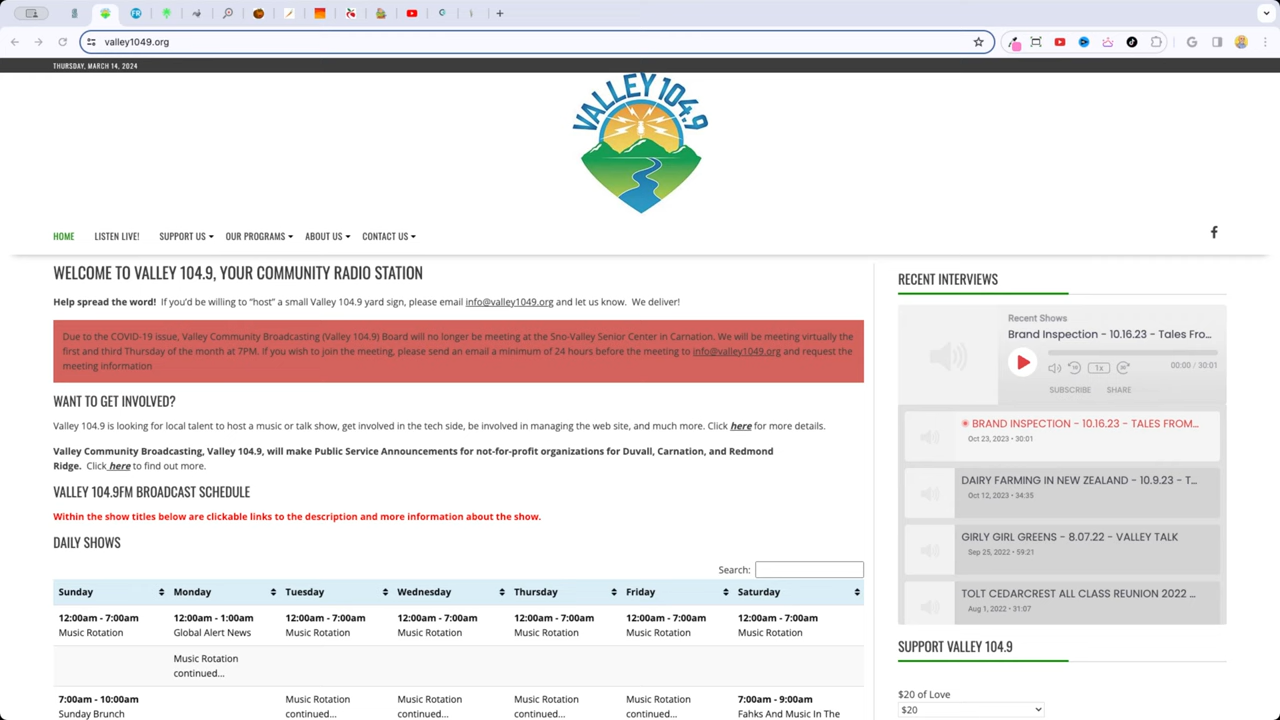 valley1049.org
THURSDAY, MARCH 14, 2024
VALLEY 104.9
HOME
LISTEN LIVE!
SUPPORT US
OUR PROGRAMS
ABOUT US
CONTACT US
WELCOME TO VALLEY 104.9, YOUR COMMUNITY RADIO STATION
Help spread the word! If you'd be willing to “host” a small Valley 104.9 yard sign, please email info@valley1049.org and let us know. We deliver!
Due to the COVID-19 issue, Valley Community Broadcasting (Valley 104.9) Board will no longer be meeting at the Sno-Valley Senior Center in Carnation. We will be meeting virtually the
first and third Thursday of the month at 7PM. If you wish to join the meeting, please send an email a minimum of 24 hours before the meeting to info@valley1049.org and request the
meeting information
WANT TO GET INVOLVED?
Valley 104.9 is looking for local talent to host a music or talk show, get involved in the tech side, be involved in managing the web site, and much more. Click here for more details.
Valley Community Broadcasting, Valley 104.9, will make Public Service Announcements for not-for-profit organizations for Duvall, Carnation, and Redmond
Ridge. Click here to find out more.
VALLEY 104.9FM BROADCAST SCHEDULE
Within the show titles below are clickable links to the description and more information about the show.
DAILY SHOWS
Search:
Sunday Monday Tuesday Wednesday Thursday Friday Saturday
12:00am - 7:00am 12:00am - 1:00am 12:00am - 7:00am 12:00am - 7:00am 12:00am - 7:00am 12:00am - 7:00am 12:00am - 7:00am
Music Rotation Global Alert News Music Rotation Music Rotation Music Rotation Music Rotation Music Rotation
Music Rotation
continued...
7:00am - 10:00am Music Rotation Music Rotation Music Rotation Music Rotation 7:00am - 9:00am
Sunday Brunch continued... continued... continued... continued... Fahks And Music In The
RECENT INTERVIEWS
Recent Shows
Brand Inspection - 10.16.23 - Tales Fro...
1x
00:00 / 30:01
SUBSCRIBE SHARE
BRAND INSPECTION - 10.16.23 - TALES FROM...
Oct 23, 2023 • 30:01
DAIRY FARMING IN NEW ZEALAND - 10.9.23 - T...
Oct 12, 2023 • 34:35
GIRLY GIRL GREENS - 8.07.22 - VALLEY TALK
Sep 25, 2022 • 59:21
TOLT CEDARCREST ALL CLASS REUNION 2022 ...
Aug 1, 2022 • 31:07
SUPPORT VALLEY 104.9
$20 of Love
$20